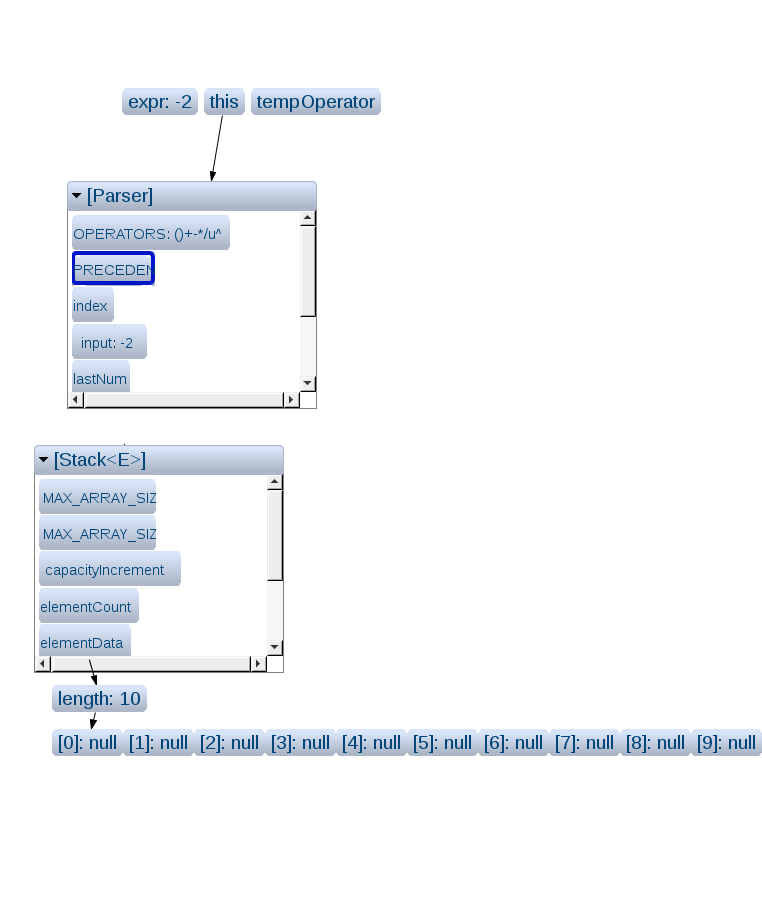 expr: -2 this tempOperator
[Parser]
OPERATORS: ()+-*/u^
PRECEDEN
index
input: -2
lastNum
[Stack<E>]
MAX_ARRAY_SIZ
MAX_ARRAY_SIZ
capacityIncrement
elementCount
elementData
length: 10
[0]: null [1]: null [2]: null [3]: null [4]: null [5]: null [6]: null [7]: null [8]: null [9]: null